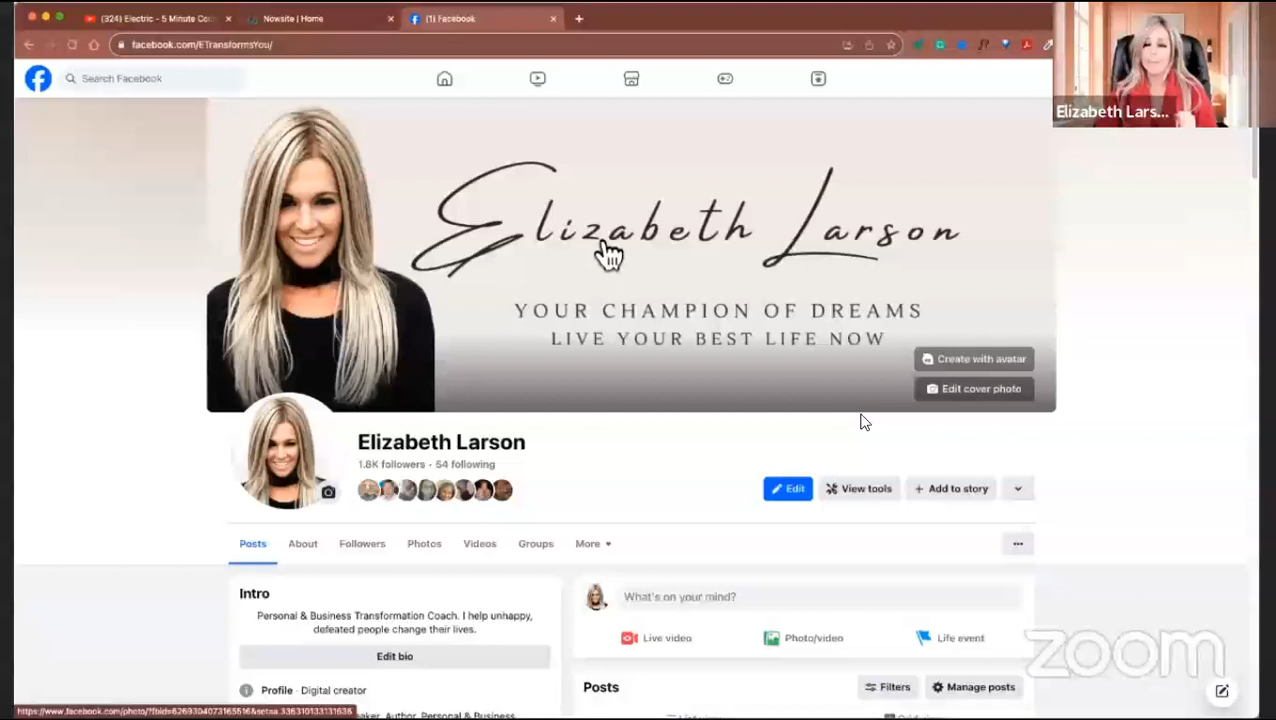 (324) Electric - 5 Minute Cou
Nowsite | Home
(1) Facebook
facebook.com/ETransformsYou/
Search Facebook
Elizabeth Lars...
Elizabeth Larson
YOUR CHAMPION OF DREAMS
LIVE YOUR BEST LIFE NOW
Create with avatar
Edit cover photo
Elizabeth Larson
1.8K followers • 54 following
Edit
View tools
+ Add to story
Posts
About
Followers
Photos
Videos
Groups
More
Intro
Personal & Business Transformation Coach. I help unhappy,
defeated people change their lives.
Edit bio
Profile · Digital creator
Author, Personal & Business
What's on your mind?
Live video
Photo/video
Life event
Posts
Filters
Manage posts
zoom